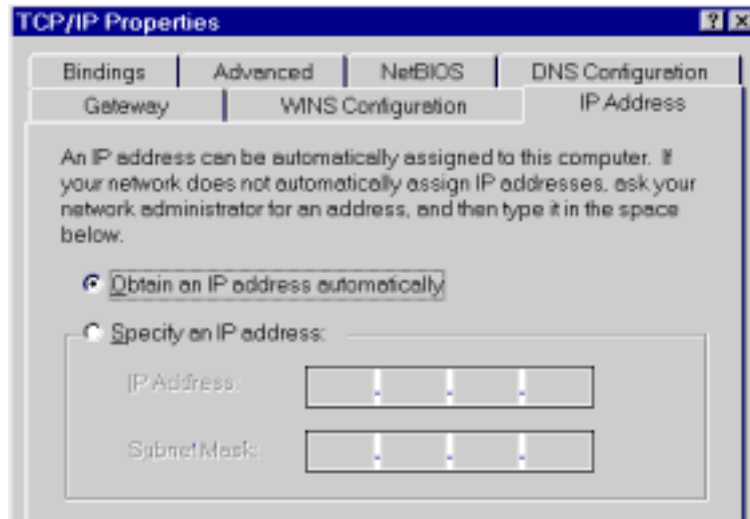 TCP/IP Properties
Bindings Advanced NetBIOS DNS Configuration
Gateway WINS Configuration IP Address
An IP address can be automatically assigned to this computer. If
your network does not automatically assign IP addresses, ask your
network administrator for an address, and then type it in the space
below.
Obtain an IP address automatically
Specify an IP address:
IP Address:
Subnet Mask: